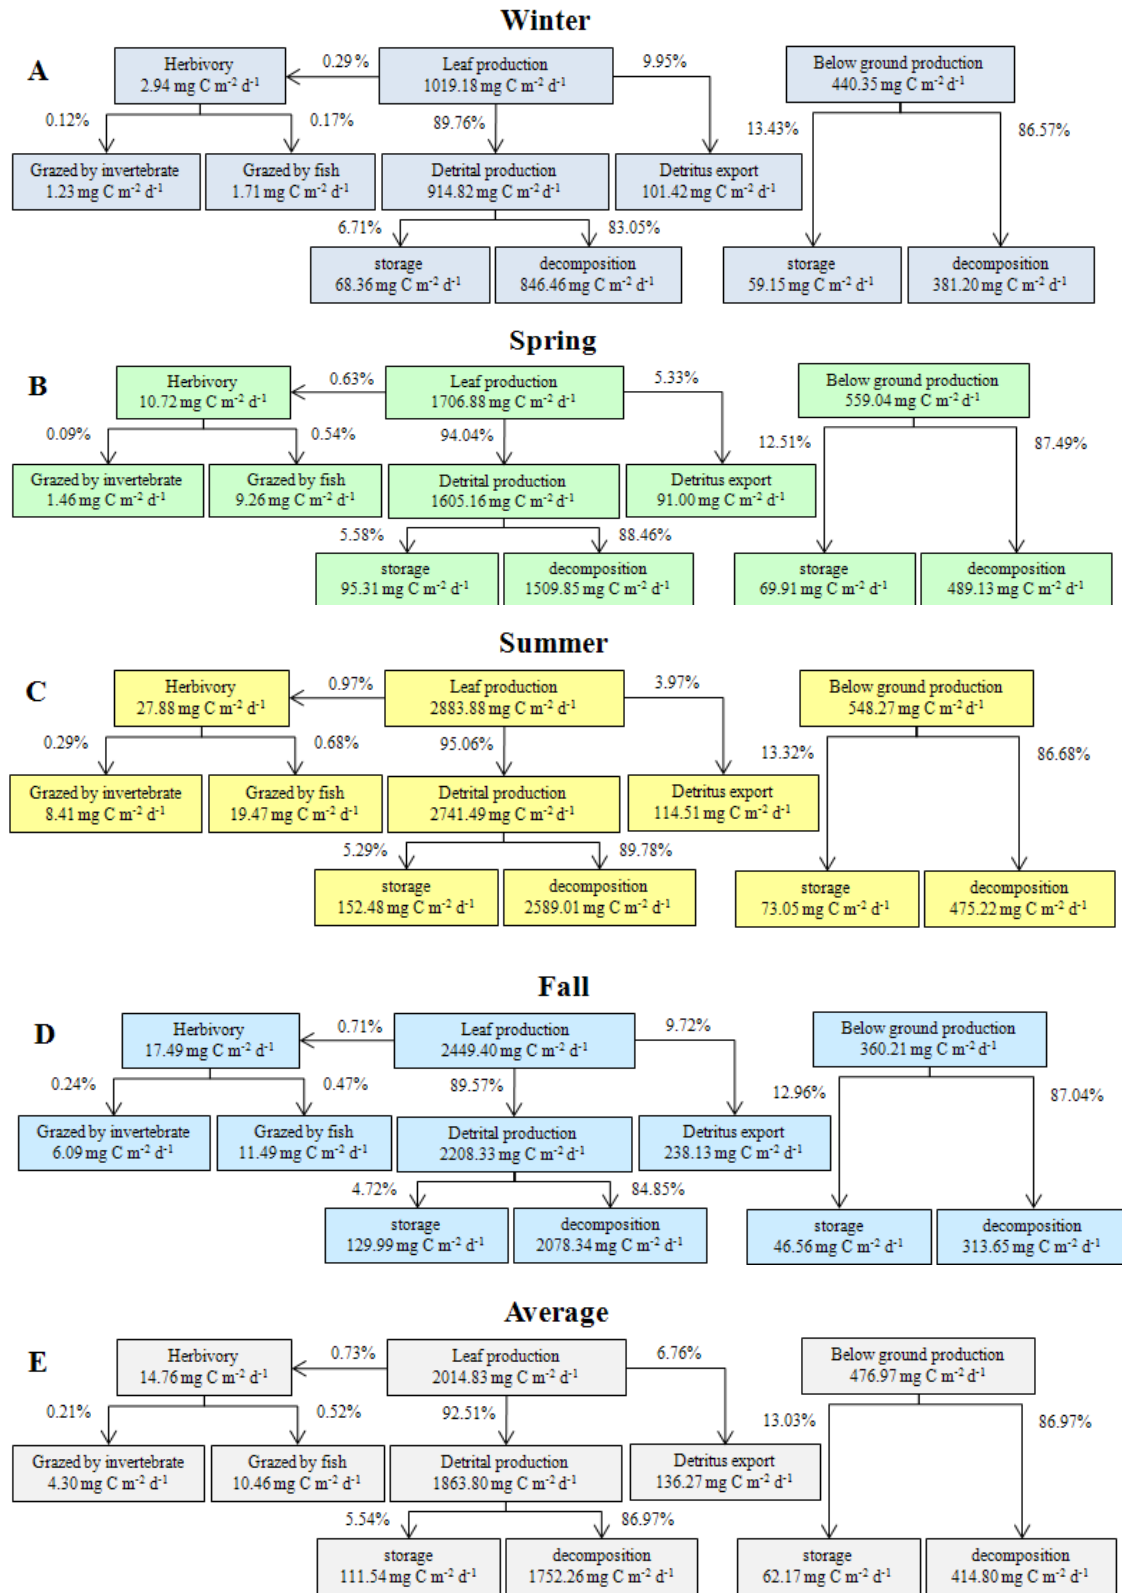 Winter
A
Herbivory
2.94 mg C m⁻² d⁻¹
0.29%
Leaf production
1019.18 mg C m⁻² d⁻¹
9.95%
Below ground production
440.35 mg C m⁻² d⁻¹
0.12%
0.17%
89.76%
13.43%
86.57%
Grazed by invertebrate
1.23 mg C m⁻² d⁻¹
Grazed by fish
1.71 mg C m⁻² d⁻¹
Detrital production
914.82 mg C m⁻² d⁻¹
Detritus export
101.42 mg C m⁻² d⁻¹
6.71%
83.05%
storage
68.36 mg C m⁻² d⁻¹
decomposition
846.46 mg C m⁻² d⁻¹
storage
59.15 mg C m⁻² d⁻¹
decomposition
381.20 mg C m⁻² d⁻¹
Spring
B
Herbivory
10.72 mg C m⁻² d⁻¹
0.63%
Leaf production
1706.88 mg C m⁻² d⁻¹
5.33%
Below ground production
559.04 mg C m⁻² d⁻¹
0.09%
0.54%
94.04%
12.51%
87.49%
Grazed by invertebrate
1.46 mg C m⁻² d⁻¹
Grazed by fish
9.26 mg C m⁻² d⁻¹
Detrital production
1605.16 mg C m⁻² d⁻¹
Detritus export
91.00 mg C m⁻² d⁻¹
5.58%
88.46%
storage
95.31 mg C m⁻² d⁻¹
decomposition
1509.85 mg C m⁻² d⁻¹
storage
69.91 mg C m⁻² d⁻¹
decomposition
489.13 mg C m⁻² d⁻¹
Summer
C
Herbivory
27.88 mg C m⁻² d⁻¹
0.97%
Leaf production
2883.88 mg C m⁻² d⁻¹
3.97%
Below ground production
548.27 mg C m⁻² d⁻¹
0.29%
0.68%
95.06%
13.32%
86.68%
Grazed by invertebrate
8.41 mg C m⁻² d⁻¹
Grazed by fish
19.47 mg C m⁻² d⁻¹
Detrital production
2741.49 mg C m⁻² d⁻¹
Detritus export
114.51 mg C m⁻² d⁻¹
5.29%
89.78%
storage
152.48 mg C m⁻² d⁻¹
decomposition
2589.01 mg C m⁻² d⁻¹
storage
73.05 mg C m⁻² d⁻¹
decomposition
475.22 mg C m⁻² d⁻¹
Fall
D
Herbivory
17.49 mg C m⁻² d⁻¹
0.71%
Leaf production
2449.40 mg C m⁻² d⁻¹
9.72%
Below ground production
360.21 mg C m⁻² d⁻¹
0.24%
0.47%
89.57%
12.96%
87.04%
Grazed by invertebrate
6.09 mg C m⁻² d⁻¹
Grazed by fish
11.49 mg C m⁻² d⁻¹
Detrital production
2208.33 mg C m⁻² d⁻¹
Detritus export
238.13 mg C m⁻² d⁻¹
4.72%
84.85%
storage
129.99 mg C m⁻² d⁻¹
decomposition
2078.34 mg C m⁻² d⁻¹
storage
46.56 mg C m⁻² d⁻¹
decomposition
313.65 mg C m⁻² d⁻¹
Average
E
Herbivory
14.76 mg C m⁻² d⁻¹
0.73%
Leaf production
2014.83 mg C m⁻² d⁻¹
6.76%
Below ground production
476.97 mg C m⁻² d⁻¹
0.21%
0.52%
92.51%
13.03%
86.97%
Grazed by invertebrate
4.30 mg C m⁻² d⁻¹
Grazed by fish
10.46 mg C m⁻² d⁻¹
Detrital production
1863.80 mg C m⁻² d⁻¹
Detritus export
136.27 mg C m⁻² d⁻¹
5.54%
86.97%
storage
111.54 mg C m⁻² d⁻¹
decomposition
1752.26 mg C m⁻² d⁻¹
storage
62.17 mg C m⁻² d⁻¹
decomposition
414.80 mg C m⁻² d⁻¹